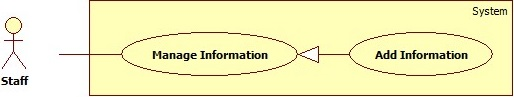 System
Manage Information
Add Information
Staff